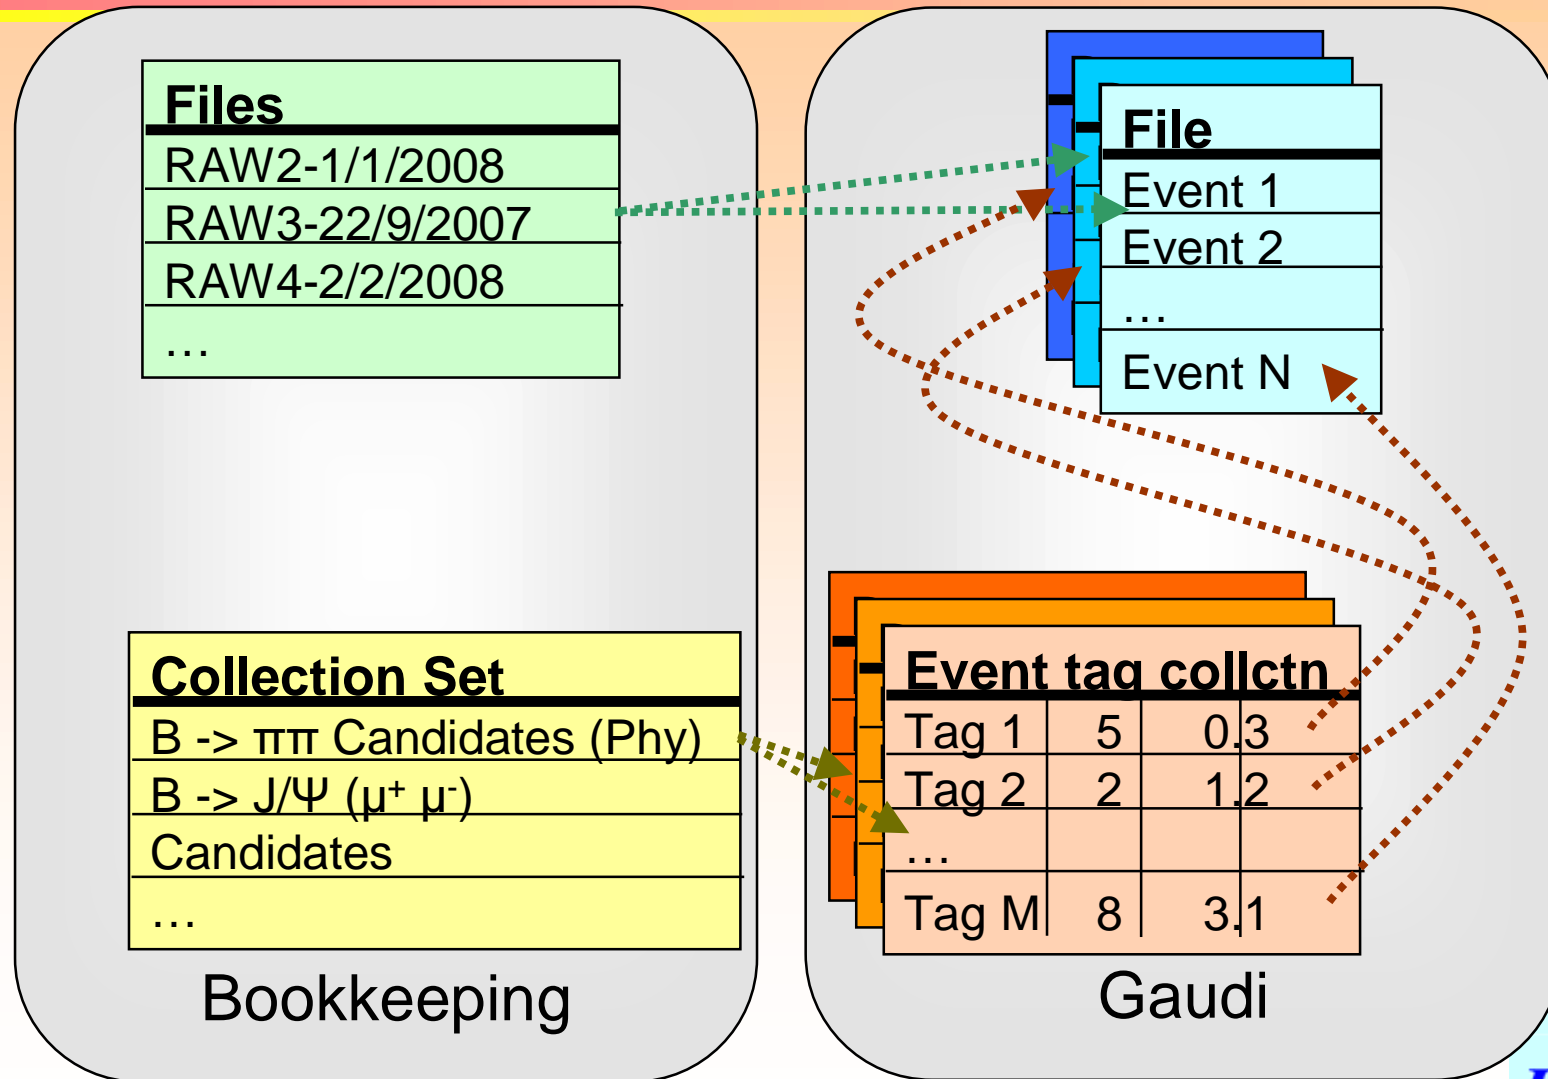 Files
RAW2-1/1/2008
RAW3-22/9/2007
RAW4-2/2/2008
…
Collection Set
B -> ππ Candidates (Phy)
B -> J/Ψ (μ⁺ μ⁻)
Candidates
…
Bookkeeping
File
Event 1
Event 2
…
Event N
Event tag collctn
Tag 1 5 0.3
Tag 2 2 1.2
…
Tag M 8 3.1
Gaudi